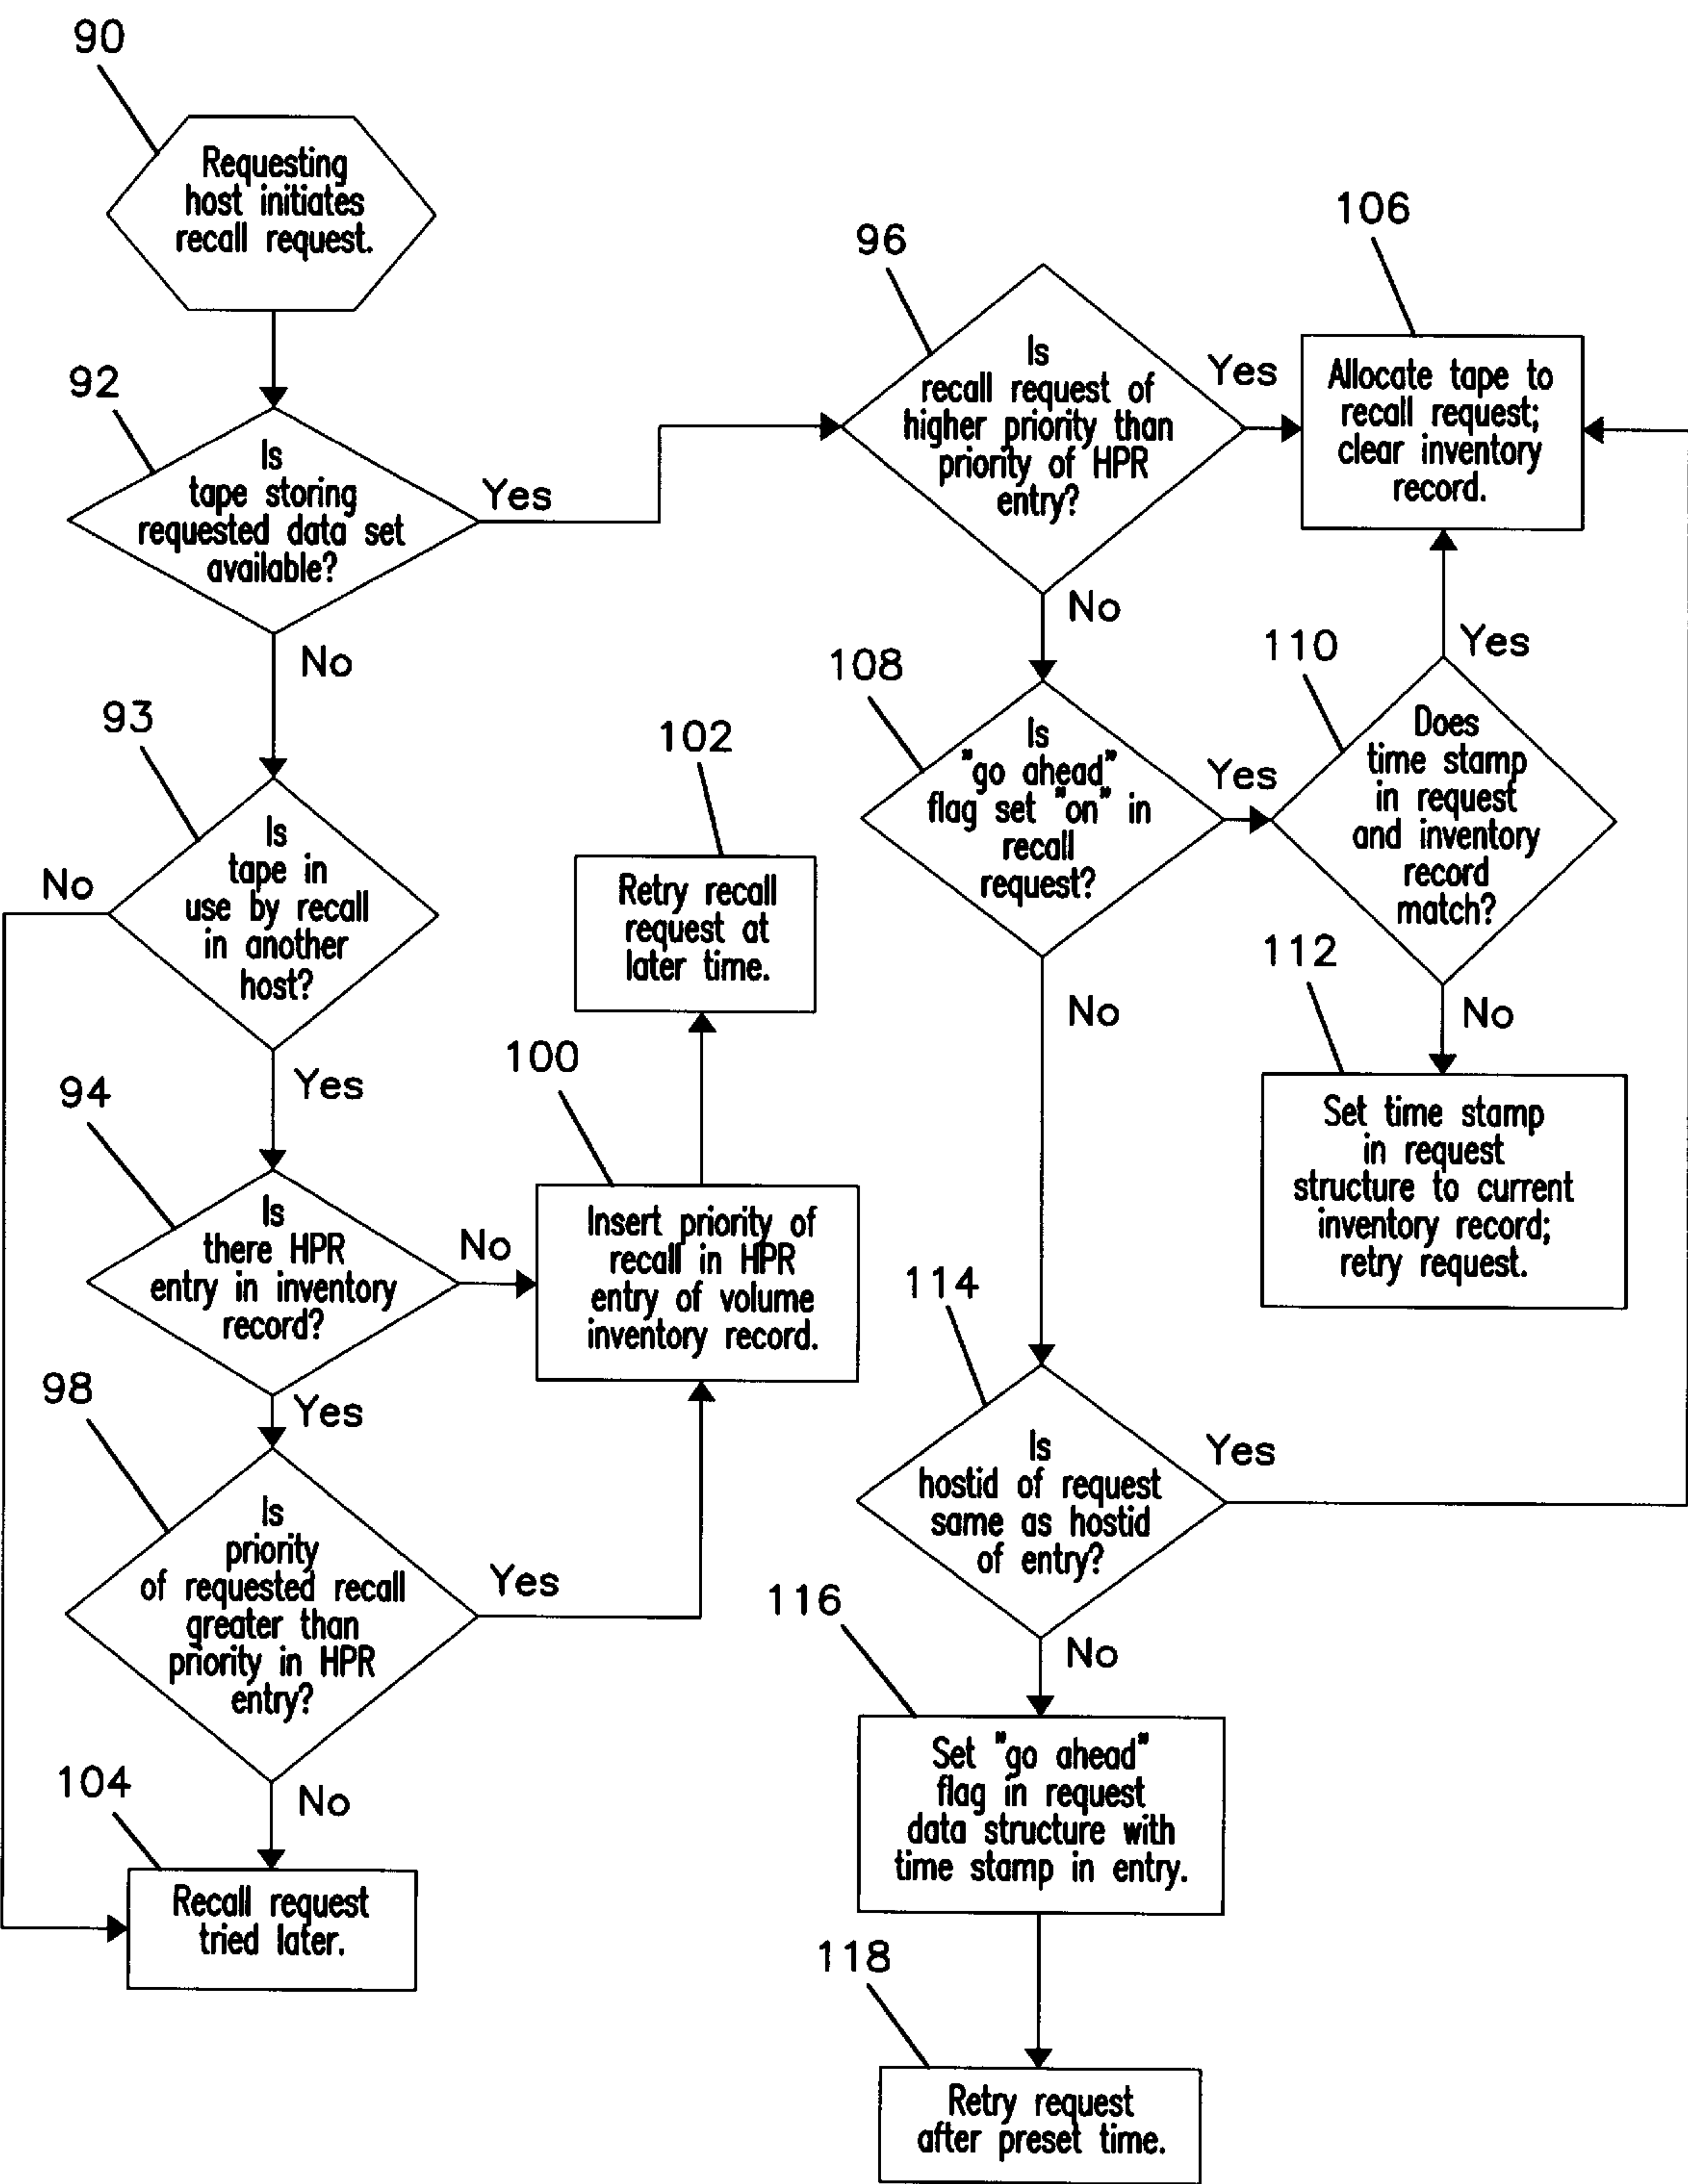 90
Requesting
host initiates
recall request.
92
Is
tape storing
requested data set
available?
Yes
No
93
Is
tape in
use by recall
in another
host?
No
Yes
94
Is
there HPR
entry in inventory
record?
No
Yes
98
Is
priority
of requested recall
greater than
priority in HPR
entry?
Yes
No
104
Recall request
tried later.
102
Retry recall
request at
later time.
100
Insert priority of
recall in HPR
entry of volume
inventory record.
96
Is
recall request of
higher priority than
priority of HPR
entry?
Yes
No
106
Allocate tape to
recall request;
clear inventory
record.
108
Is
"go ahead"
flag set "on" in
recall
request?
Yes
No
110
Does
time stamp
in request
and inventory
record
match?
Yes
No
112
Set time stamp
in request
structure to current
inventory record;
retry request.
114
Is
hostid of request
same as hostid
of entry?
Yes
No
116
Set "go ahead"
flag in request
data structure with
time stamp in entry.
118
Retry request
after preset time.